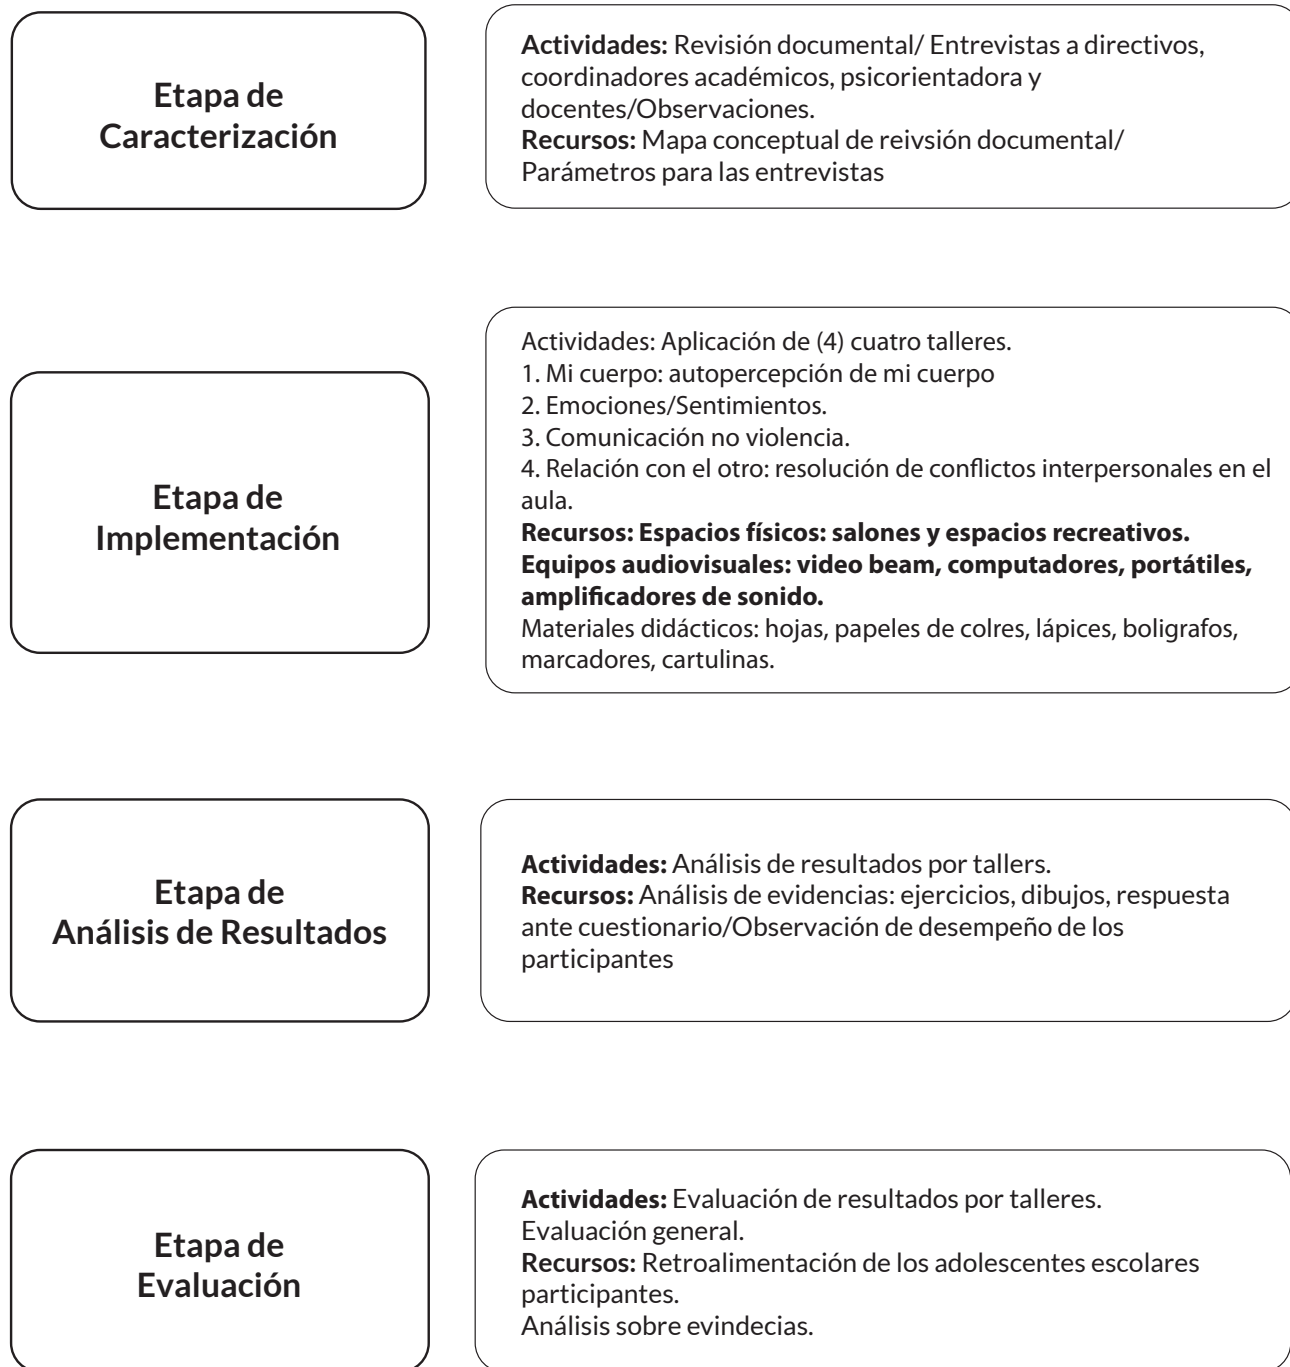 Etapa de
Caracterización
Actividades: Revisión documental/ Entrevistas a directivos,
coordinadores académicos, psicorientadora y
docentes/Observaciones.
Recursos: Mapa conceptual de reivsión documental/
Parámetros para las entrevistas
Etapa de
Implementación
Actividades: Aplicación de (4) cuatro talleres.
1. Mi cuerpo: autopercepción de mi cuerpo
2. Emociones/Sentimientos.
3. Comunicación no violencia.
4. Relación con el otro: resolución de conflictos interpersonales en el
aula.
Recursos: Espacios físicos: salones y espacios recreativos.
Equipos audiovisuales: video beam, computadores, portátiles,
amplificadores de sonido.
Materiales didácticos: hojas, papeles de colres, lápices, boligrafos,
marcadores, cartulinas.
Etapa de
Análisis de Resultados
Actividades: Análisis de resultados por tallers.
Recursos: Análisis de evidencias: ejercicios, dibujos, respuesta
ante cuestionario/Observación de desempeño de los
participantes
Etapa de
Evaluación
Actividades: Evaluación de resultados por talleres.
Evaluación general.
Recursos: Retroalimentación de los adolescentes escolares
participantes.
Análisis sobre evindecias.